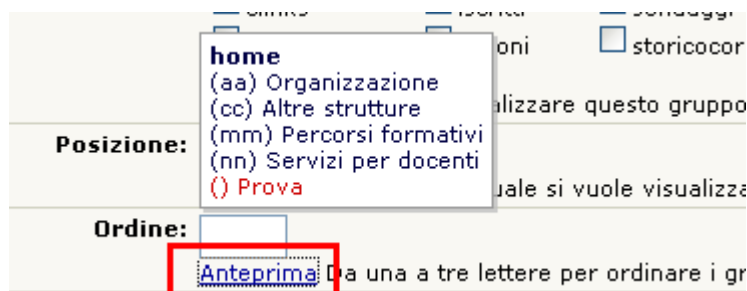 home
(aa) Organizzazione
(cc) Altre strutture
(mm) Percorsi formativi
(nn) Servizi per docenti
() Prova
oni storicocor
alizzare questo gruppo
Posizione:
uale si vuole visualizza
Ordine:
Anteprima Da una a tre lettere per ordinare i gr